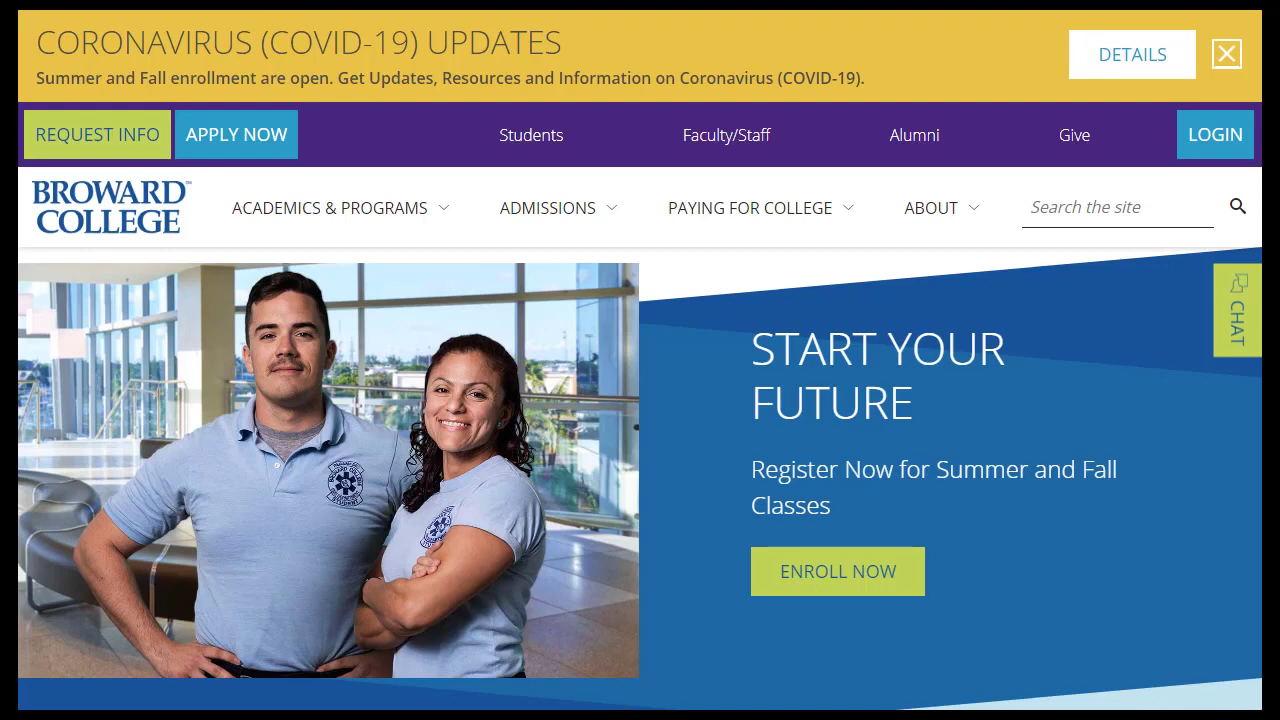 CORONAVIRUS (COVID-19) UPDATES
Summer and Fall enrollment are open. Get Updates, Resources and Information on Coronavirus (COVID-19).
DETAILS
REQUEST INFO
APPLY NOW
Students
Faculty/Staff
Alumni
Give
LOGIN
BROWARD™
COLLEGE
ACADEMICS & PROGRAMS
ADMISSIONS
PAYING FOR COLLEGE
ABOUT
Search the site
CHAT
START YOUR
FUTURE
Register Now for Summer and Fall
Classes
ENROLL NOW
STUDENT